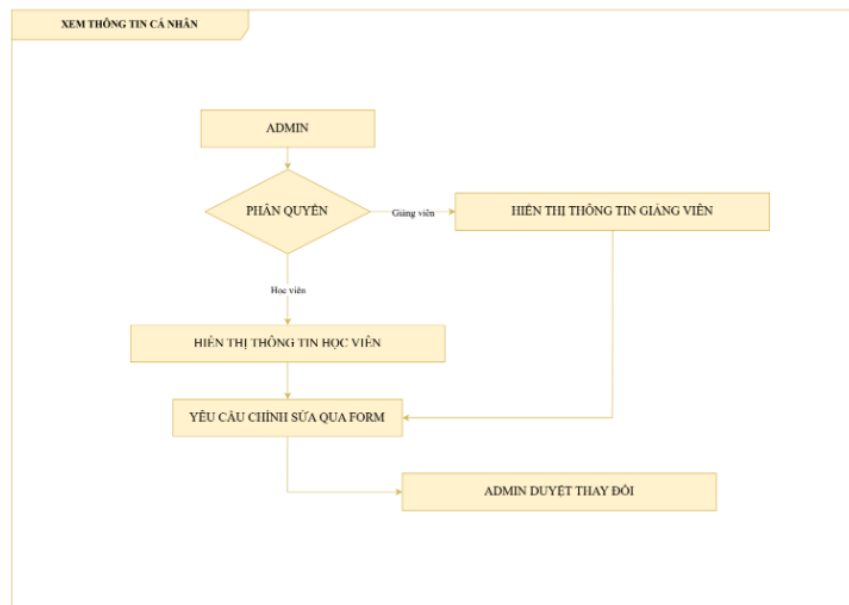 XEM THÔNG TIN CÁ NHÂN
ADMIN
PHÂN QUYỀN
Giảng viên
HIỂN THỊ THÔNG TIN GIẢNG VIÊN
Học viên
HIỂN THỊ THÔNG TIN HỌC VIÊN
YÊU CẦU CHỈNH SỬA QUA FORM
ADMIN DUYỆT THAY ĐỔI